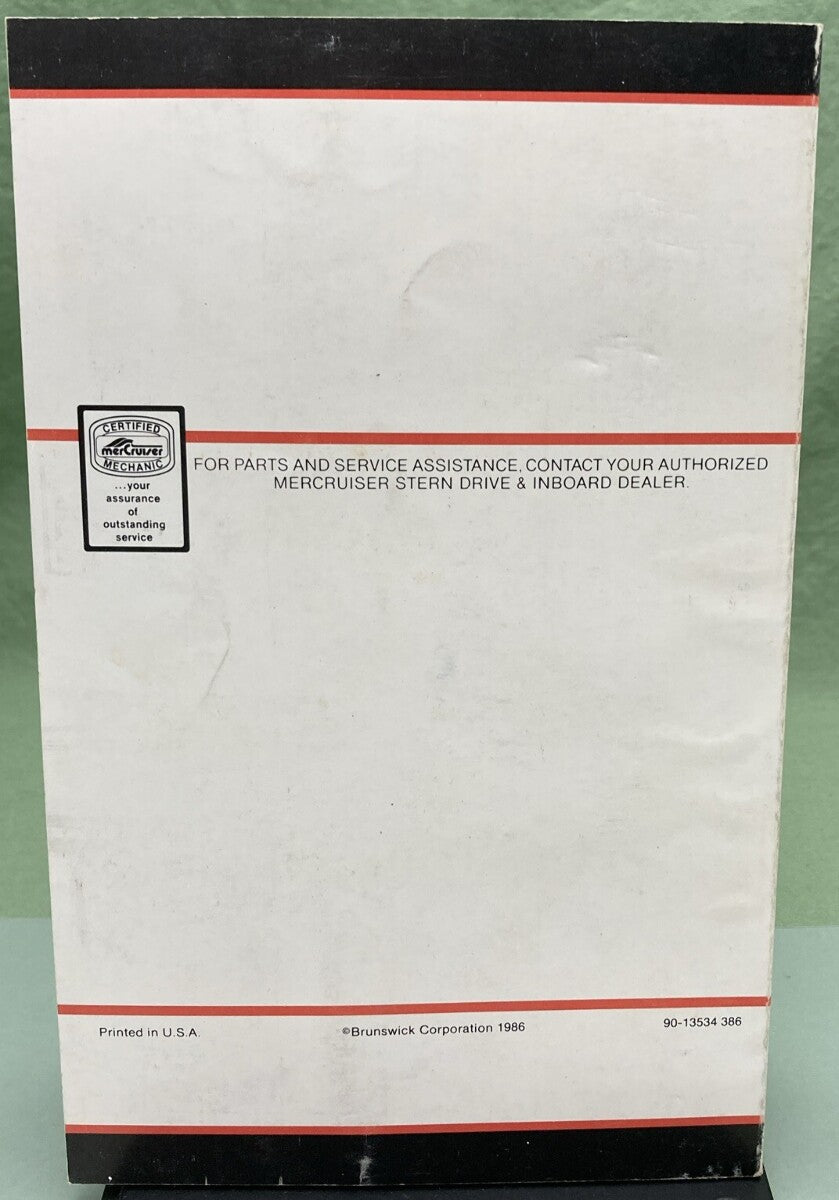 CERTIFIED
merCruiser
MECHANIC
...your
assurance
of
outstanding
service
FOR PARTS AND SERVICE ASSISTANCE, CONTACT YOUR AUTHORIZED
MERCRUISER STERN DRIVE & INBOARD DEALER.
Printed in U.S.A.
©Brunswick Corporation 1986
90-13534 386